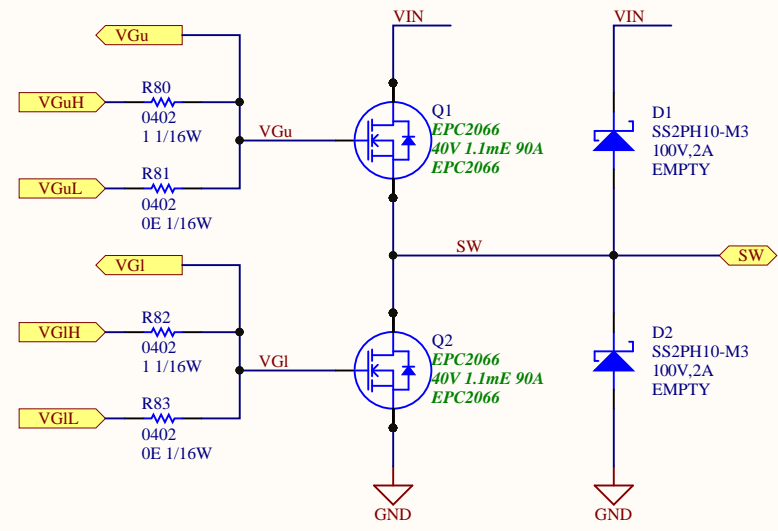 VIN
VIN
VGu
R80
VGuH
0402
1 1/16W
VGu
Q1
EPC2066
40V 1.1mE 90A
EPC2066
D1
SS2PH10-M3
100V,2A
EMPTY
R81
VGuL
0402
0E 1/16W
SW
SW
VGl
R82
VGlH
0402
1 1/16W
VGl
Q2
EPC2066
40V 1.1mE 90A
EPC2066
D2
SS2PH10-M3
100V,2A
EMPTY
R83
VGlL
0402
0E 1/16W
GND
GND